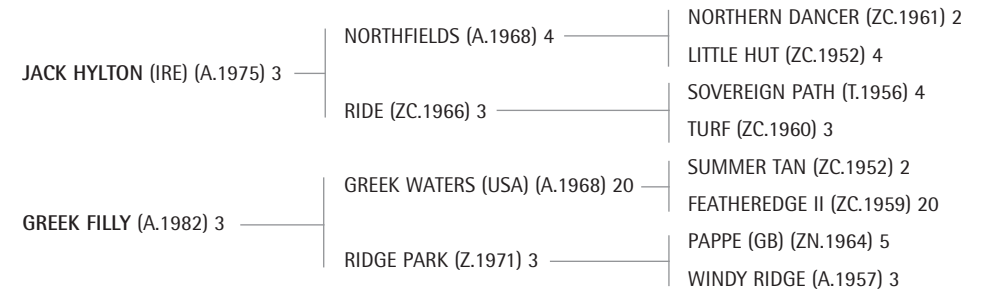 JACK HYLTON (IRE) (A.1975) 3
NORTHFIELDS (A.1968) 4
NORTHERN DANCER (ZC.1961) 2
LITTLE HUT (ZC.1952) 4
RIDE (ZC.1966) 3
SOVEREIGN PATH (T.1956) 4
TURF (ZC.1960) 3
GREEK FILLY (A.1982) 3
GREEK WATERS (USA) (A.1968) 20
SUMMER TAN (ZC.1952) 2
FEATHEREDGE II (ZC.1959) 20
RIDGE PARK (Z.1971) 3
PAPPE (GB) (ZN.1964) 5
WINDY RIDGE (A.1957) 3